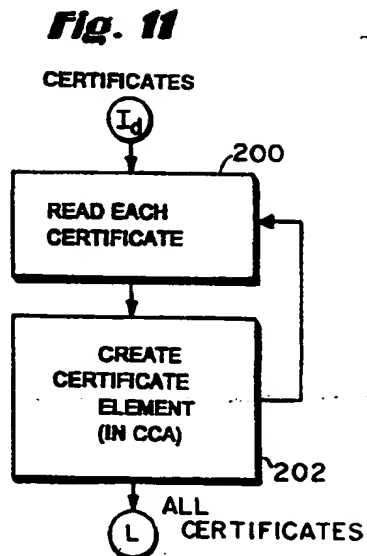 Fig. 11
CERTIFICATES
Id
200
READ EACH
CERTIFICATE
CREATE
CERTIFICATE
ELEMENT
(IN CCA)
202
ALL
CERTIFICATES
L